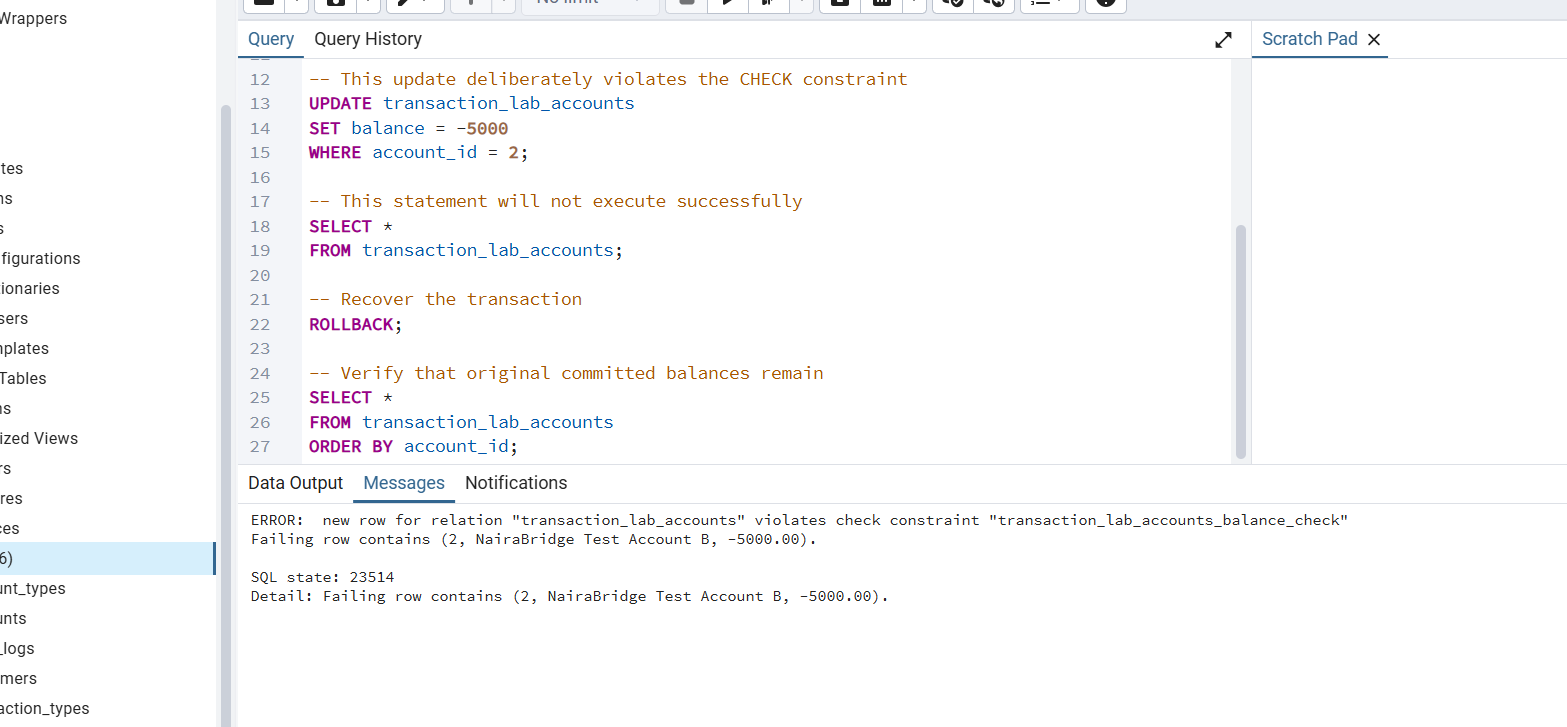 Wrappers
No limit
Query
Query History
Scratch Pad
12 -- This update deliberately violates the CHECK constraint
13 UPDATE transaction_lab_accounts
14 SET balance = -5000
15 WHERE account_id = 2;
16
17 -- This statement will not execute successfully
18 SELECT *
19 FROM transaction_lab_accounts;
20
21 -- Recover the transaction
22 ROLLBACK;
23
24 -- Verify that original committed balances remain
25 SELECT *
26 FROM transaction_lab_accounts
27 ORDER BY account_id;
tes
ns
s
figurations
tionaries
sers
nplates
Tables
ns
ized Views
rs
res
ces
6)
unt_types
unts
_logs
mers
action_types
Data Output
Messages
Notifications
ERROR:  new row for relation "transaction_lab_accounts" violates check constraint "transaction_lab_accounts_balance_check"
Failing row contains (2, NairaBridge Test Account B, -5000.00).
SQL state: 23514
Detail: Failing row contains (2, NairaBridge Test Account B, -5000.00).